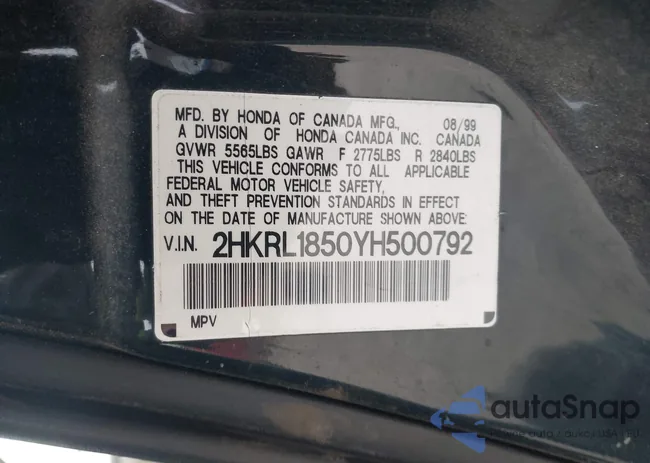 MFD. BY HONDA OF CANADA MFG., 08/99
A DIVISION OF HONDA CANADA INC. CANADA
GVWR 5565LBS GAWR F 2775LBS R 2840LBS
THIS VEHICLE CONFORMS TO ALL APPLICABLE
FEDERAL MOTOR VEHICLE SAFETY,
AND THEFT PREVENTION STANDARDS IN EFFECT
ON THE DATE OF MANUFACTURE SHOWN ABOVE:
V.I.N. 2HKRL1850YH500792
MPV
autoSnap